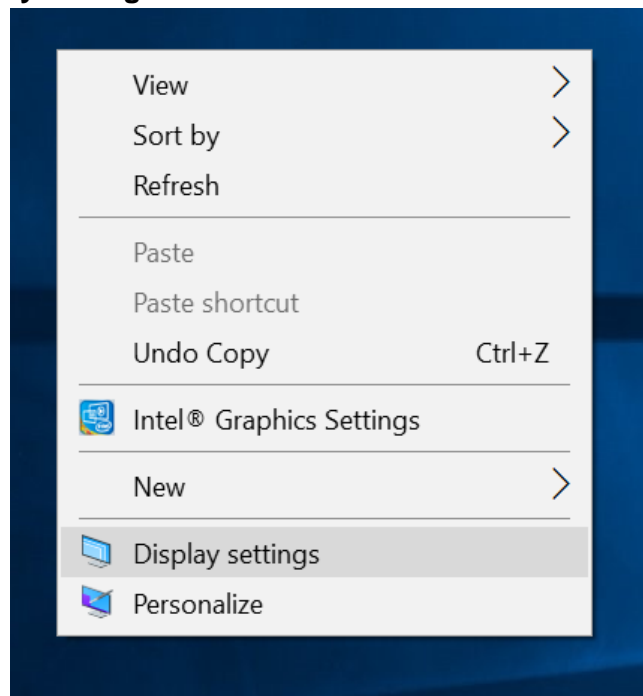 View
Sort by
Refresh
Paste
Paste shortcut
Undo Copy Ctrl+Z
Intel® Graphics Settings
New
Display settings
Personalize